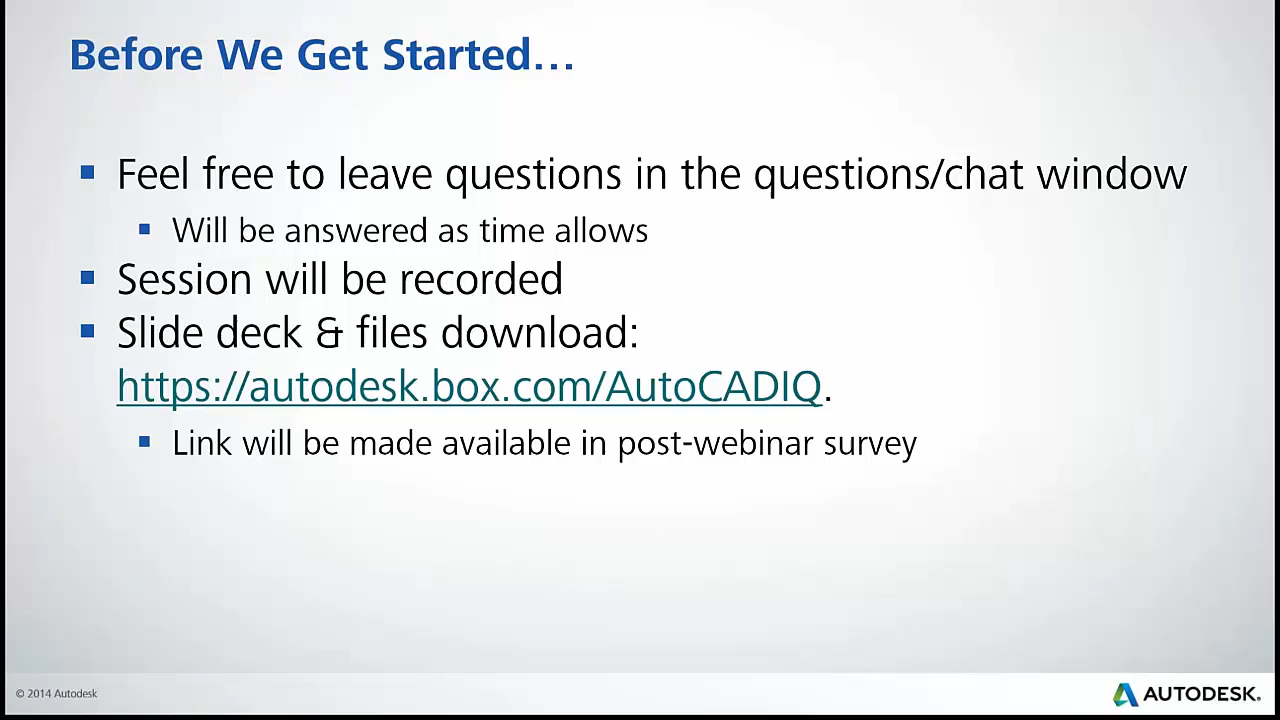 Before We Get Started...
▪ Feel free to leave questions in the questions/chat window
▪ Will be answered as time allows
▪ Session will be recorded
▪ Slide deck & files download:
https://autodesk.box.com/AutoCADIQ.
▪ Link will be made available in post-webinar survey
© 2014 Autodesk
AUTODESK.